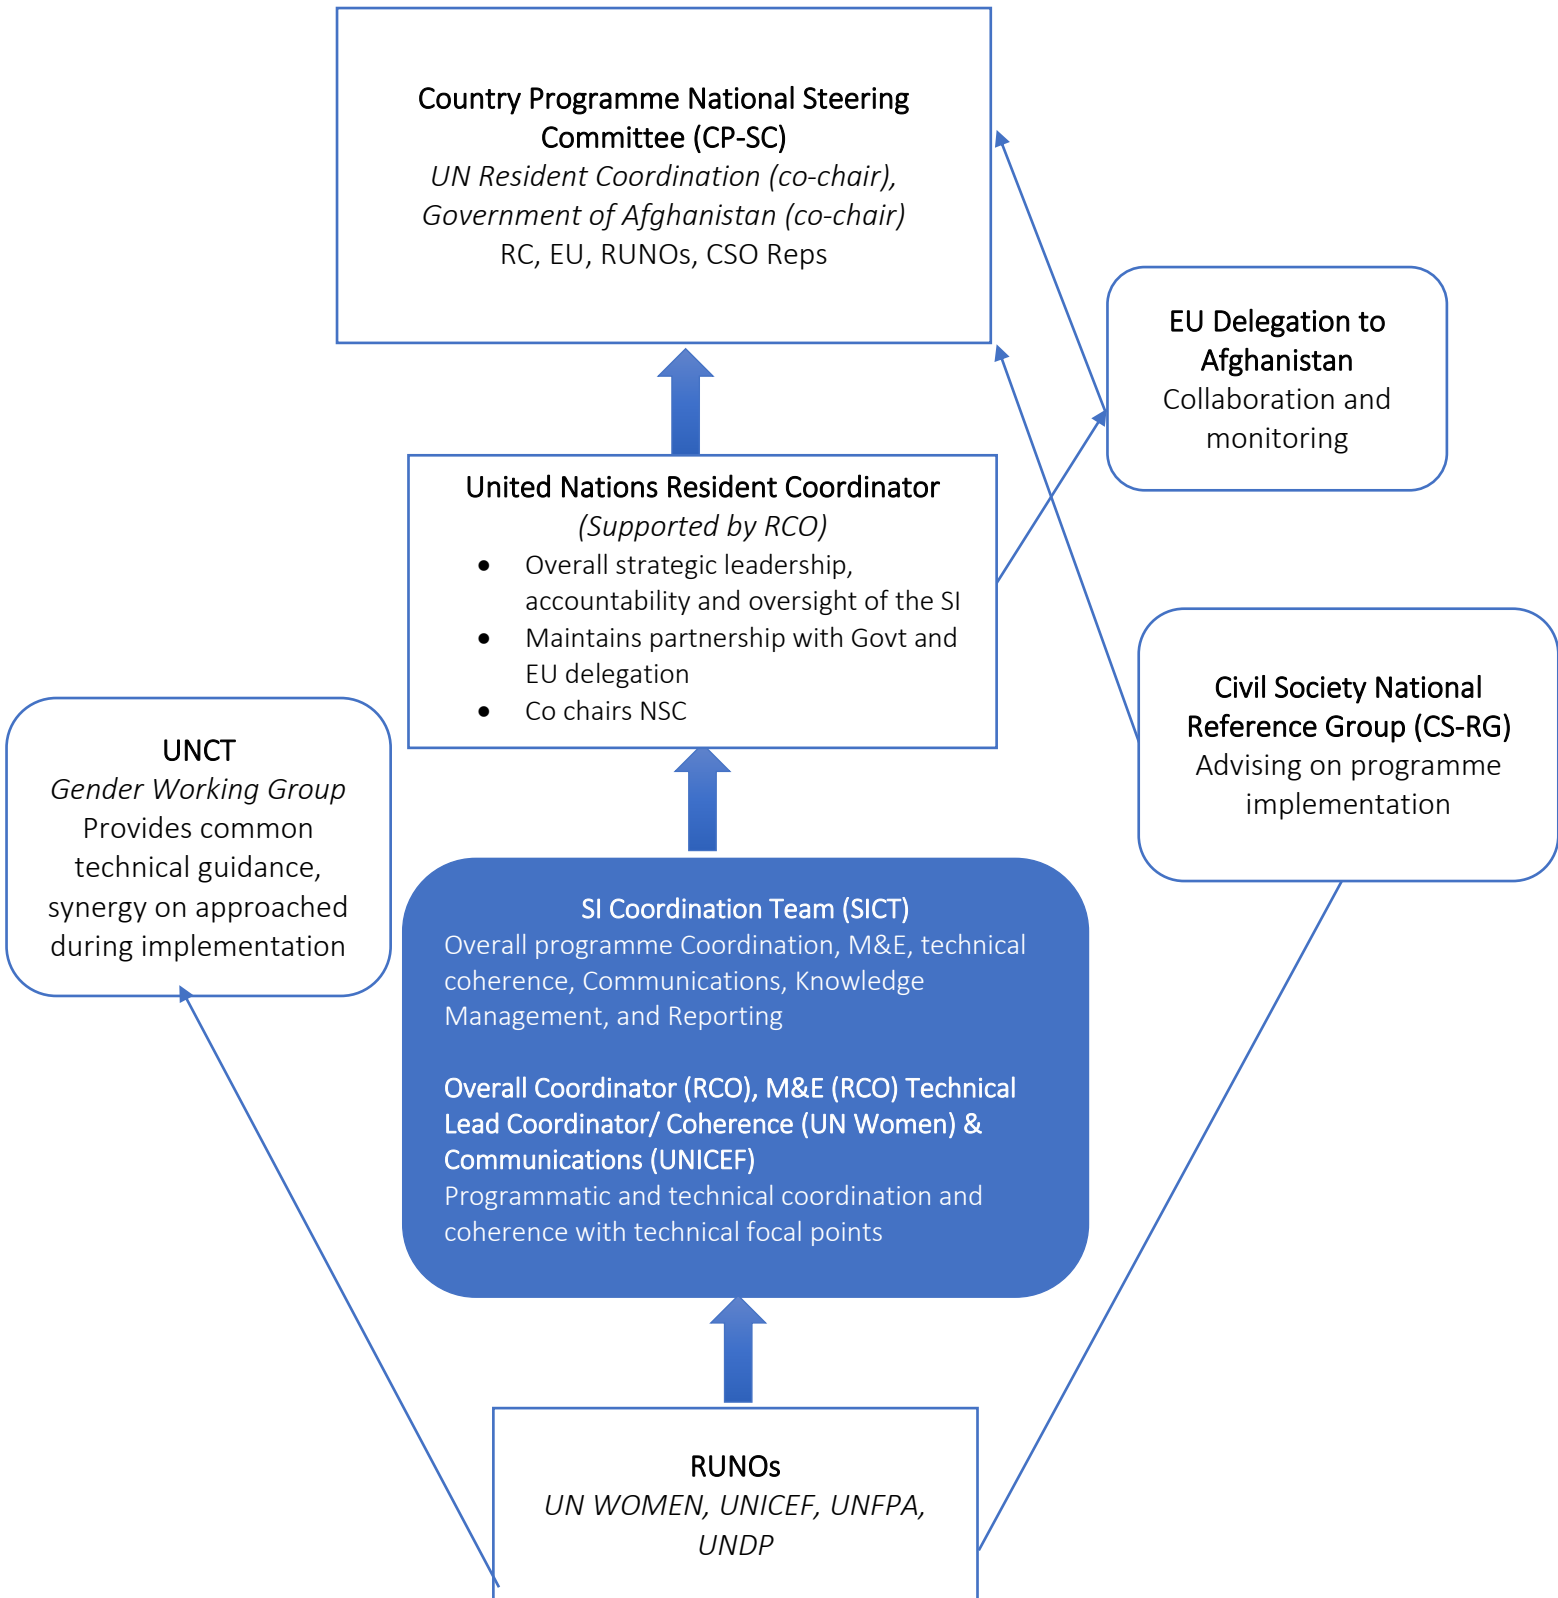 Country Programme National Steering
Committee (CP-SC)
UN Resident Coordination (co-chair),
Government of Afghanistan (co-chair)
RC, EU, RUNOs, CSO Reps
EU Delegation to
Afghanistan
Collaboration and
monitoring
United Nations Resident Coordinator
(Supported by RCO)
• Overall strategic leadership,
accountability and oversight of the SI
• Maintains partnership with Govt and
EU delegation
• Co chairs NSC
Civil Society National
Reference Group (CS-RG)
Advising on programme
implementation
UNCT
Gender Working Group
Provides common
technical guidance,
synergy on approached
during implementation
SI Coordination Team (SICT)
Overall programme Coordination, M&E, technical
coherence, Communications, Knowledge
Management, and Reporting
Overall Coordinator (RCO), M&E (RCO) Technical
Lead Coordinator/ Coherence (UN Women) &
Communications (UNICEF)
Programmatic and technical coordination and
coherence with technical focal points
RUNOs
UN WOMEN, UNICEF, UNFPA,
UNDP